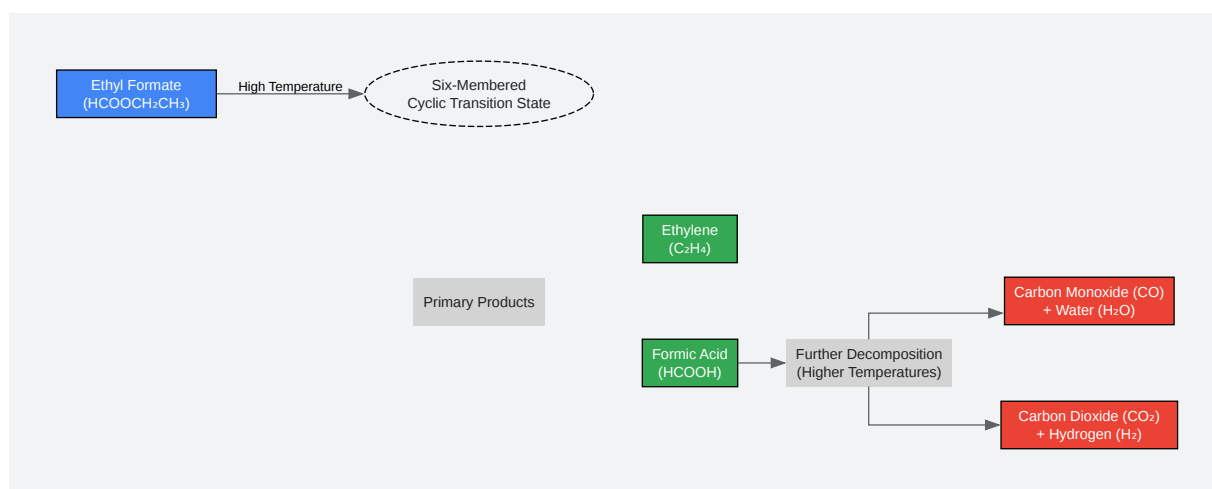 Ethyl Formate
(HCOOCH₂CH₃)
High Temperature
Six-Membered
Cyclic Transition State
Ethylene
(C₂H₄)
Primary Products
Formic Acid
(HCOOH)
Further Decomposition
(Higher Temperatures)
Carbon Monoxide (CO)
+ Water (H₂O)
Carbon Dioxide (CO₂)
+ Hydrogen (H₂)